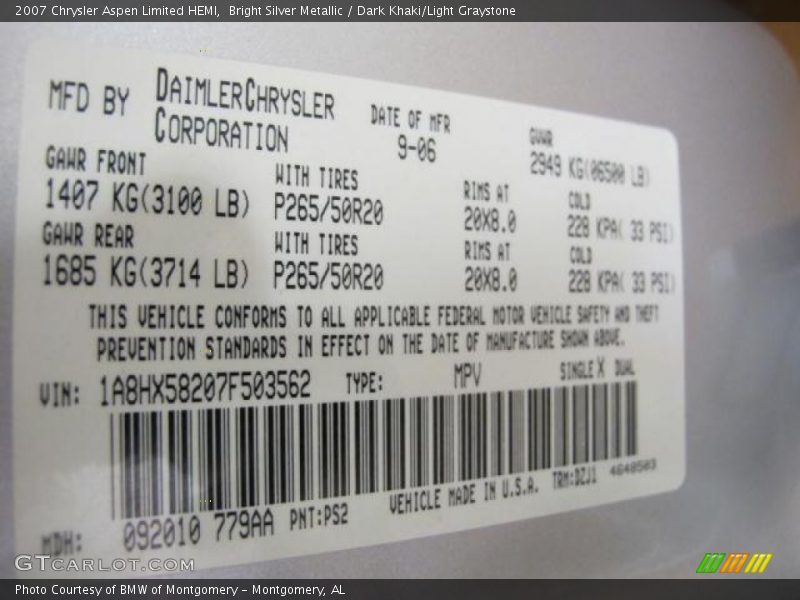 2007 Chrysler Aspen Limited HEMI,  Bright Silver Metallic / Dark Khaki/Light Graystone
MFD BY DAIMLERCHRYSLER CORPORATION
DATE OF MFR 9-06
GVWR 2949 KG(06500 LB)
GAWR FRONT 1407 KG(3100 LB)
WITH TIRES P265/50R20
RIMS AT 20X8.0
COLD 228 KPA( 33 PSI)
GAWR REAR 1685 KG(3714 LB)
WITH TIRES P265/50R20
RIMS AT 20X8.0
COLD 228 KPA( 33 PSI)
THIS VEHICLE CONFORMS TO ALL APPLICABLE FEDERAL MOTOR VEHICLE SAFETY AND THEFT
PREVENTION STANDARDS IN EFFECT ON THE DATE OF MANUFACTURE SHOWN ABOVE.
VIN: 1A8HX58207F503562 TYPE: MPV SINGLE X DUAL
MDH: 092010 779AA PNT:PS2 VEHICLE MADE IN U.S.A. TRM:DZJ1 4648503
GTCARLOT.COM
Photo Courtesy of BMW of Montgomery – Montgomery, AL